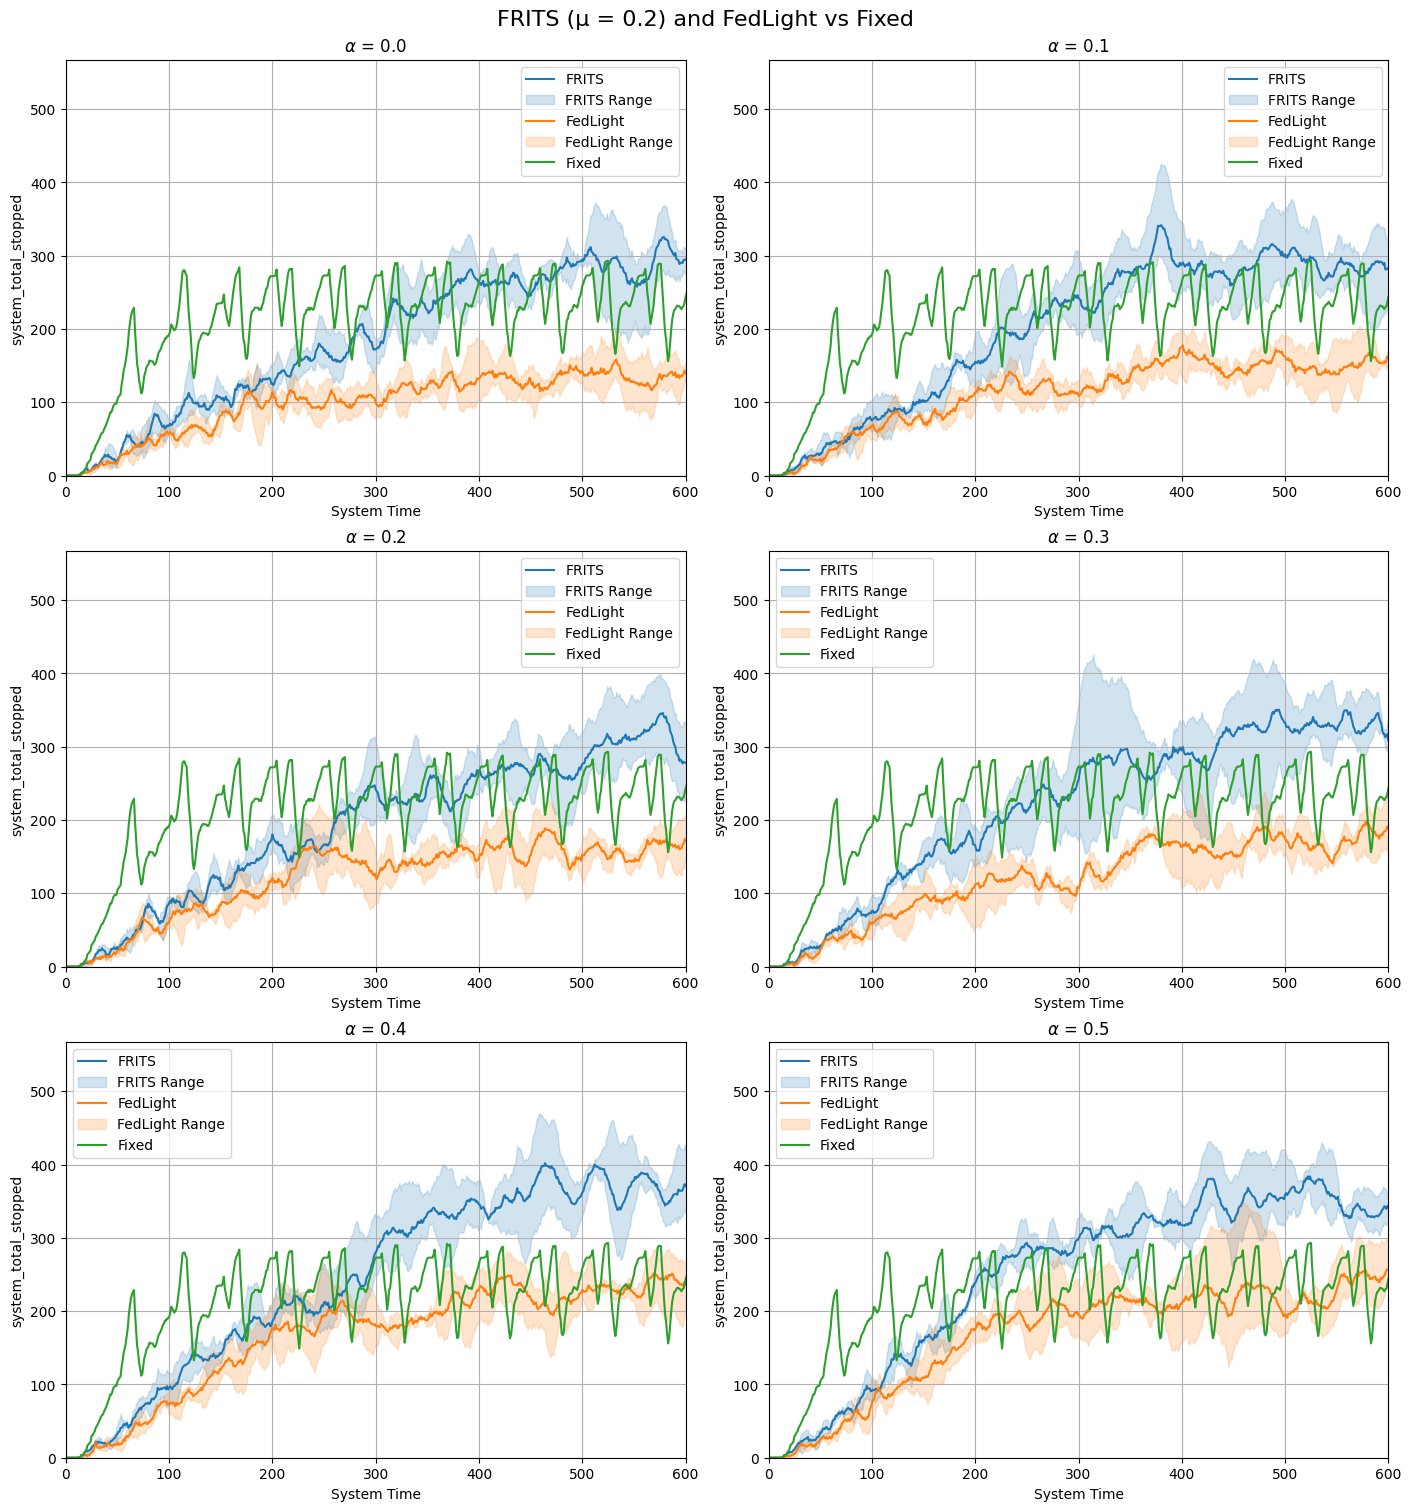 FRITS (μ = 0.2) and FedLight vs Fixed
α = 0.0
500
400
300
200
100
0
system_total_stopped
FRITS
FRITS Range
FedLight
FedLight Range
Fixed
0 100 200 300 400 500 600
System Time
α = 0.1
500
400
300
200
100
0
system_total_stopped
FRITS
FRITS Range
FedLight
FedLight Range
Fixed
0 100 200 300 400 500 600
System Time
α = 0.2
500
400
300
200
100
0
system_total_stopped
FRITS
FRITS Range
FedLight
FedLight Range
Fixed
0 100 200 300 400 500 600
System Time
α = 0.3
500
400
300
200
100
0
system_total_stopped
FRITS
FRITS Range
FedLight
FedLight Range
Fixed
0 100 200 300 400 500 600
System Time
α = 0.4
500
400
300
200
100
0
system_total_stopped
FRITS
FRITS Range
FedLight
FedLight Range
Fixed
0 100 200 300 400 500 600
System Time
α = 0.5
500
400
300
200
100
0
system_total_stopped
FRITS
FRITS Range
FedLight
FedLight Range
Fixed
0 100 200 300 400 500 600
System Time